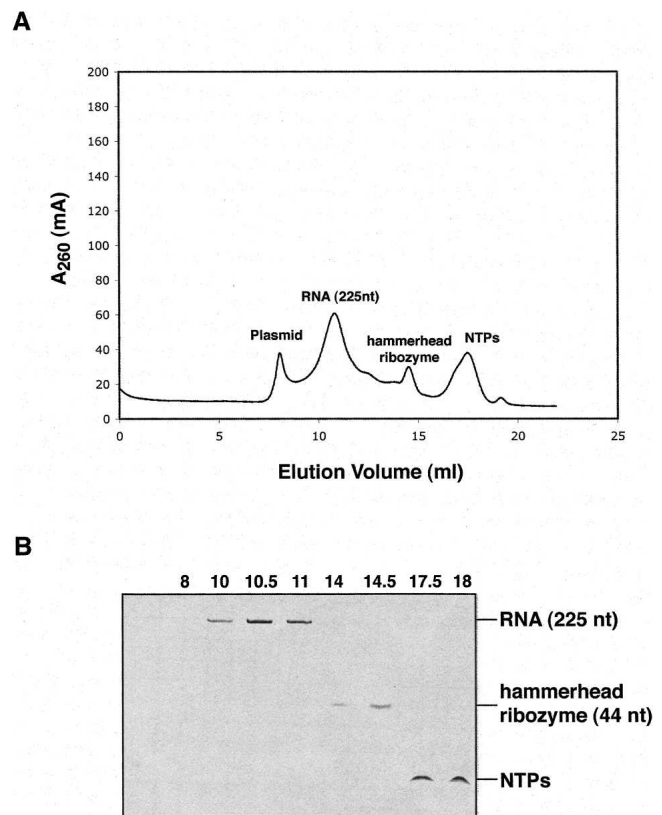 A
200
180
160
140
120
100
80
60
40
20
0
A260 (mA)
RNA (225nt)
Plasmid
hammerhead
ribozyme
NTPs
0 5 10 15 20 25
Elution Volume (ml)
B
8 10 10.5 11 14 14.5 17.5 18
RNA (225 nt)
hammerhead
ribozyme (44 nt)
NTPs